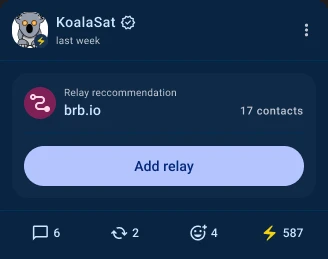 KoalaSat
last week
Relay reccommendation
brb.io
17 contacts
Add relay
6
2
4
587